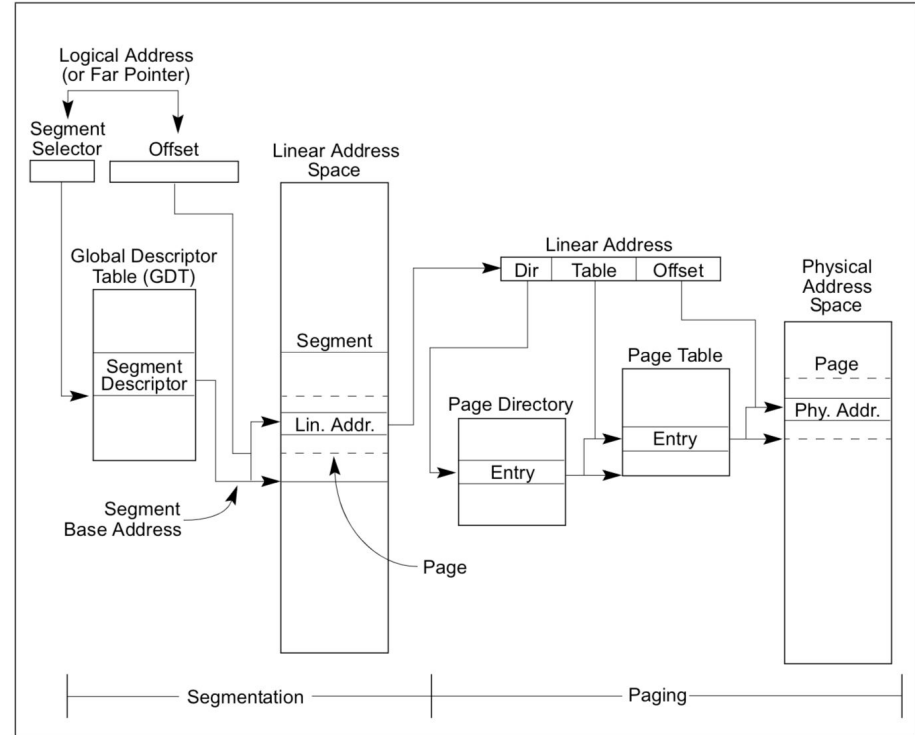 Logical Address
(or Far Pointer)
Segment
Selector
Offset
Linear Address
Space
Global Descriptor
Table (GDT)
Segment
Descriptor
Segment
Lin. Addr.
Segment
Base Address
Page
Linear Address
Dir
Table
Offset
Page Directory
Entry
Page Table
Entry
Physical
Address
Space
Page
Phy. Addr.
Segmentation
Paging